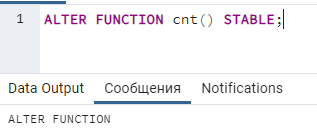 1 ALTER FUNCTION cnt() STABLE;
Data Output Сообщения Notifications
ALTER FUNCTION